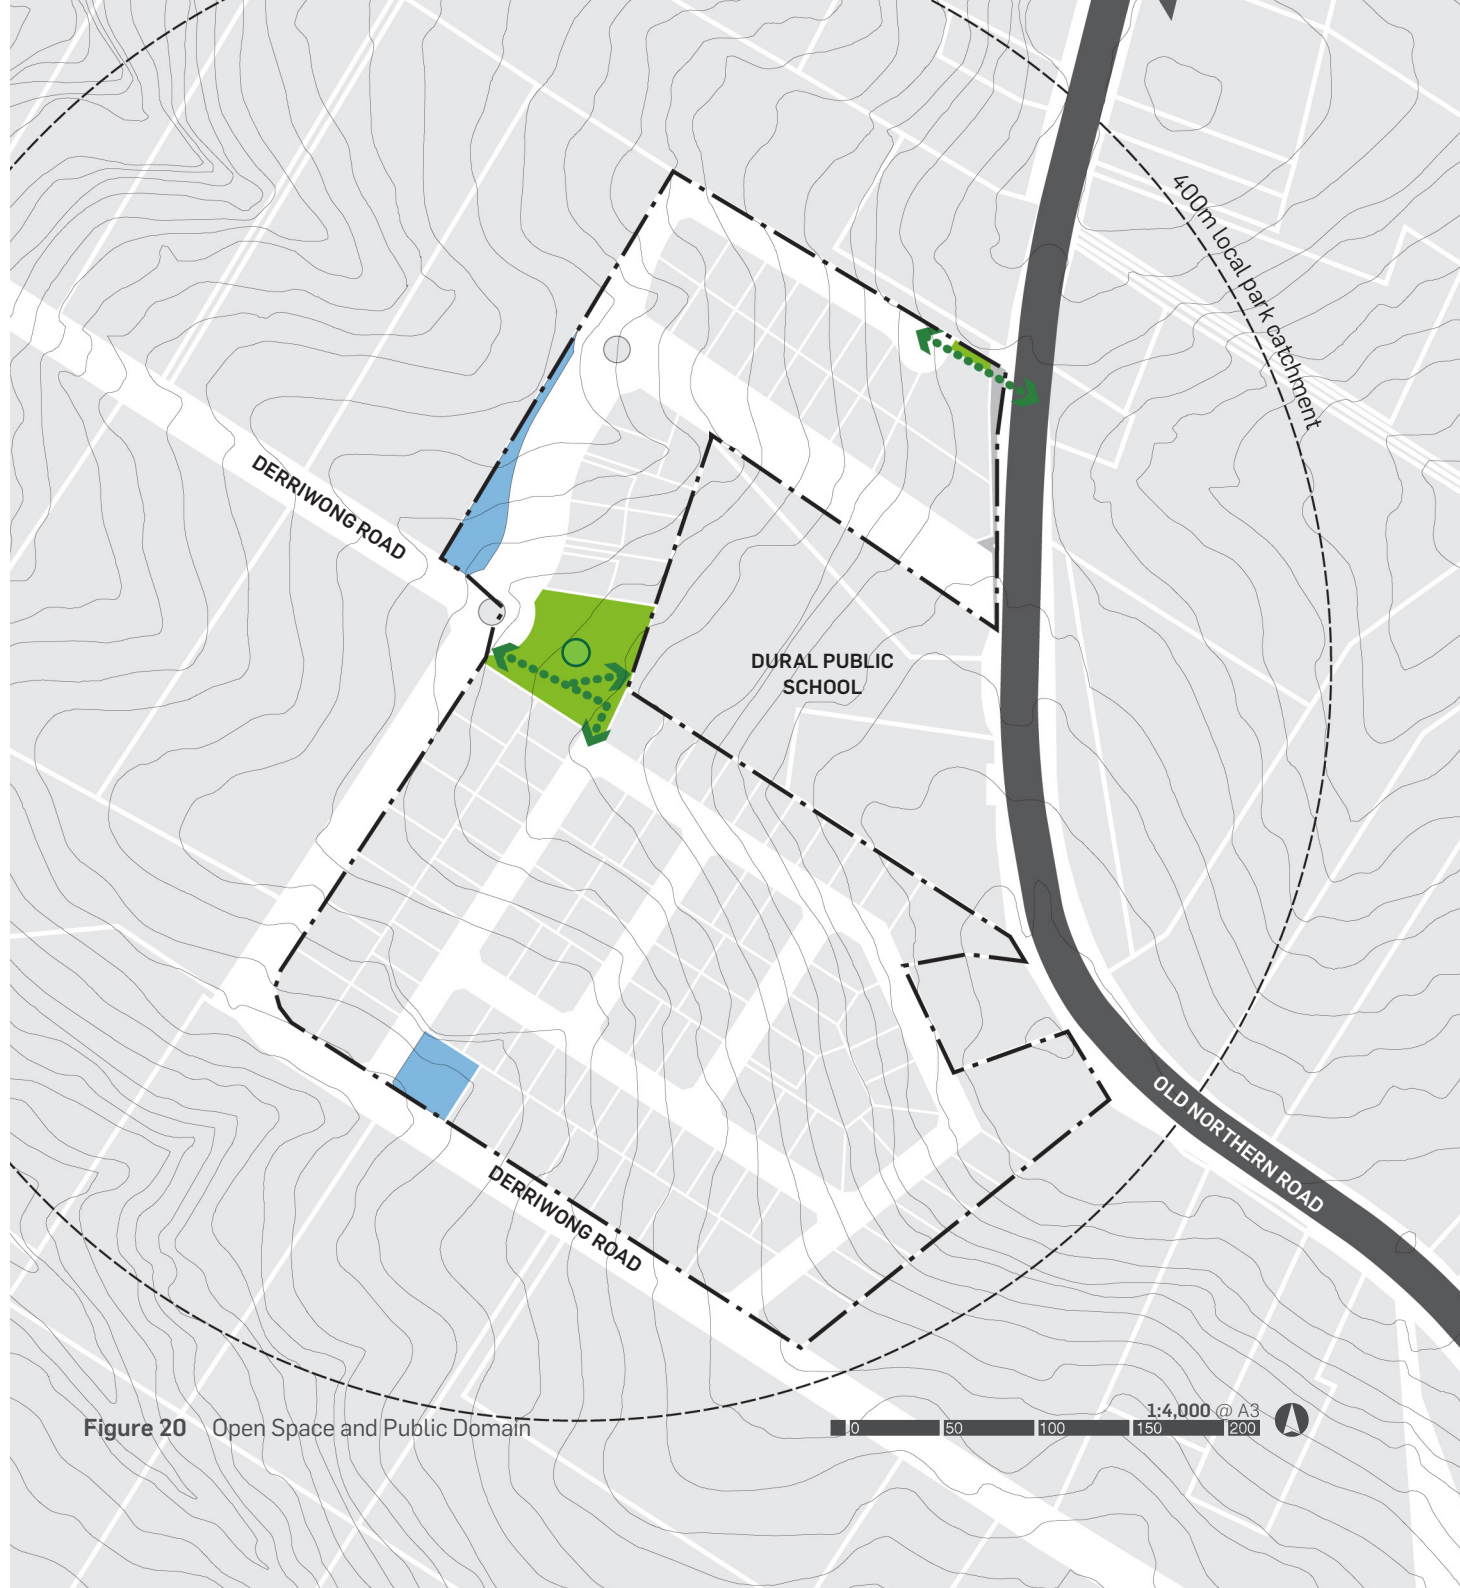 400m local park catchment
DERRIWONG ROAD
DURAL PUBLIC
SCHOOL
OLD NORTHERN ROAD
DERRIWONG ROAD
1:4,000 @ A3
Figure 20 Open Space and Public Domain
0 50 100 150 200